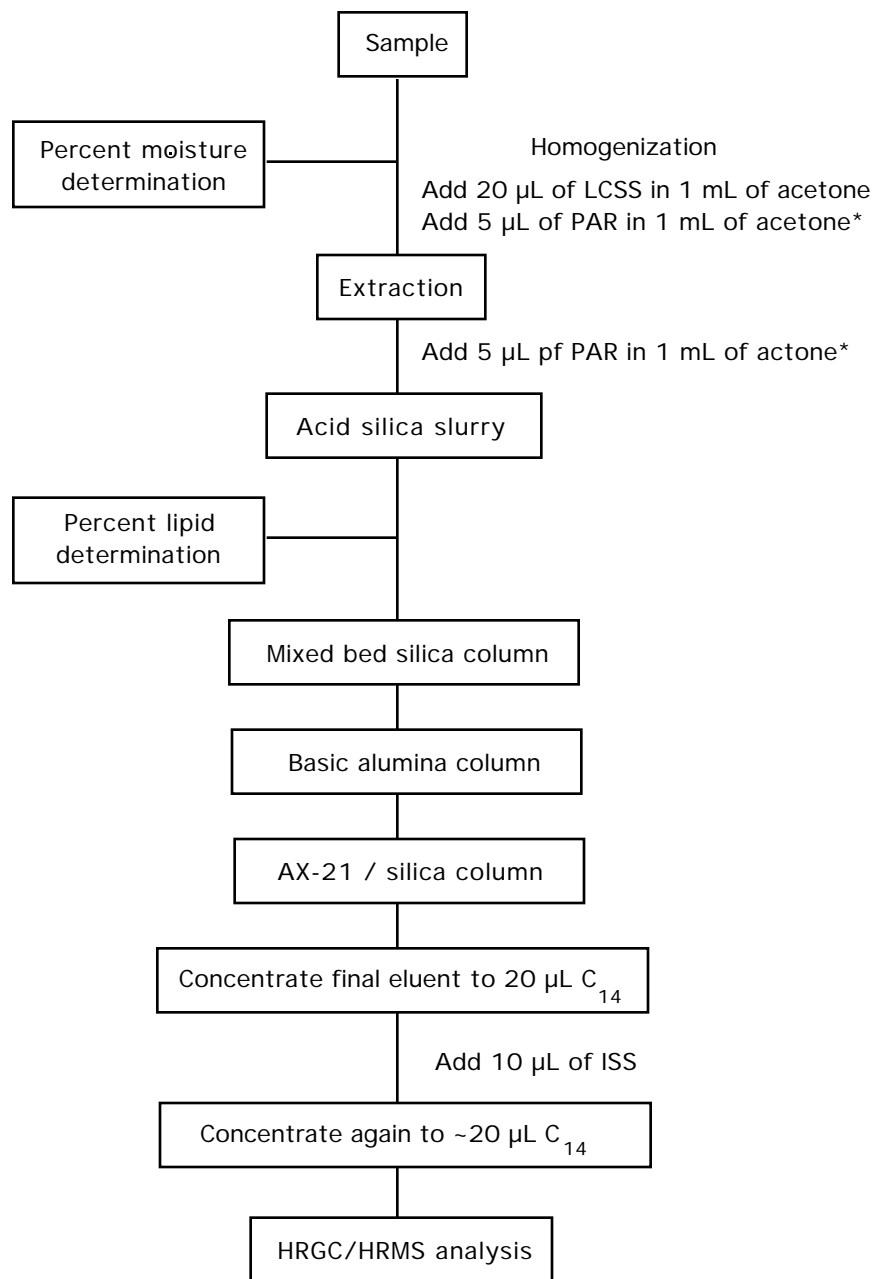 Sample
Percent moisture
determination
Homogenization
Add 20 µL of LCSS in 1 mL of acetone
Add 5 µL of PAR in 1 mL of acetone*
Extraction
Add 5 µL pf PAR in 1 mL of actone*
Acid silica slurry
Percent lipid
determination
Mixed bed silica column
Basic alumina column
AX-21 / silica column
Concentrate final eluent to 20 µL C14
Add 10 µL of ISS
Concentrate again to ~20 µL C14
HRGC/HRMS analysis